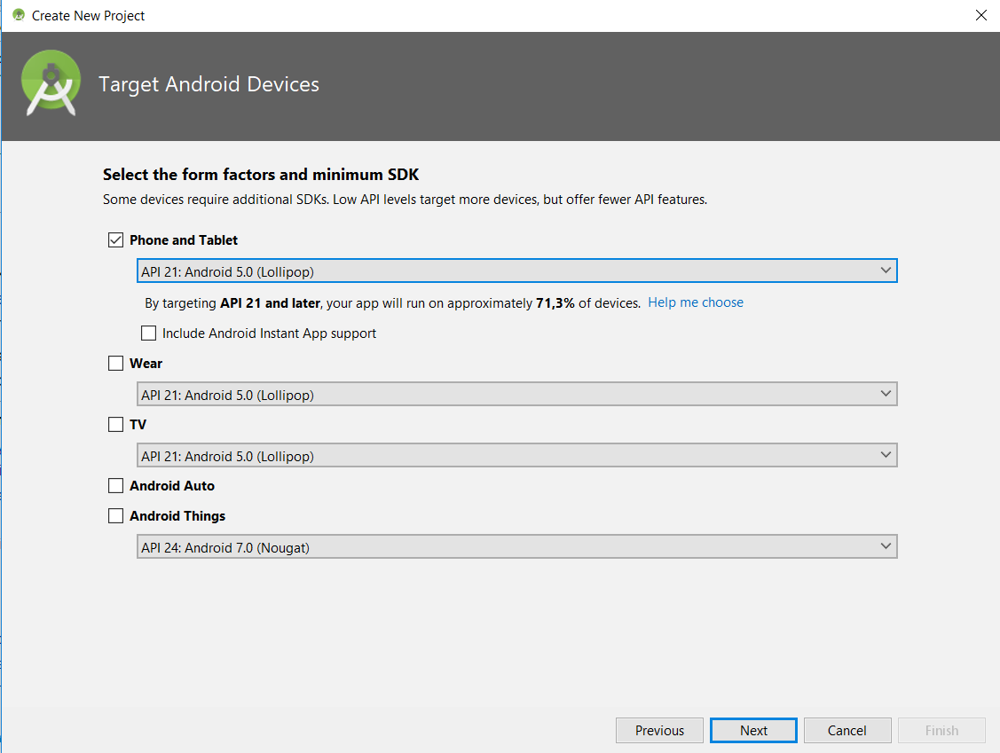 Create New Project
Target Android Devices
Select the form factors and minimum SDK
Some devices require additional SDKs. Low API levels target more devices, but offer fewer API features.
Phone and Tablet
API 21: Android 5.0 (Lollipop)
By targeting API 21 and later, your app will run on approximately 71,3% of devices. Help me choose
Include Android Instant App support
Wear
API 21: Android 5.0 (Lollipop)
TV
API 21: Android 5.0 (Lollipop)
Android Auto
Android Things
API 24: Android 7.0 (Nougat)
Previous Next Cancel Finish